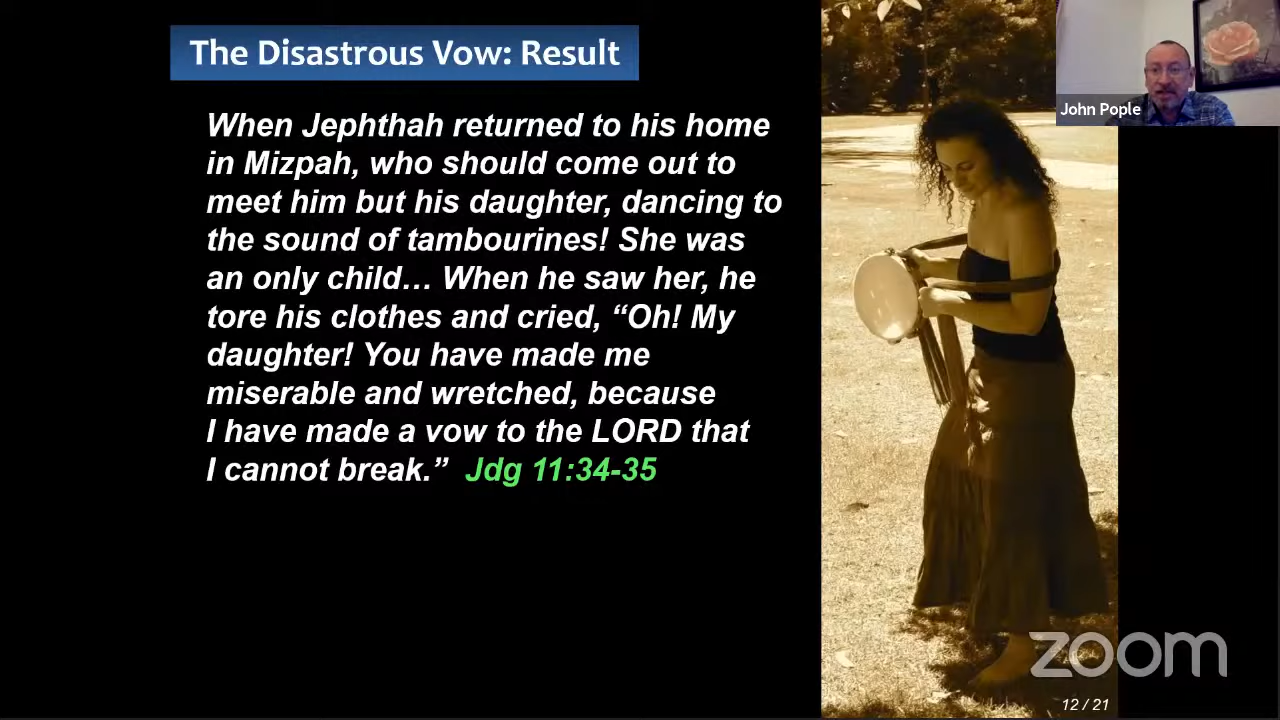 The Disastrous Vow: Result
When Jephthah returned to his home
in Mizpah, who should come out to
meet him but his daughter, dancing to
the sound of tambourines! She was
an only child… When he saw her, he
tore his clothes and cried, “Oh! My
daughter! You have made me
miserable and wretched, because
I have made a vow to the LORD that
I cannot break.” Jdg 11:34-35
John Pople
zoom
12 / 21